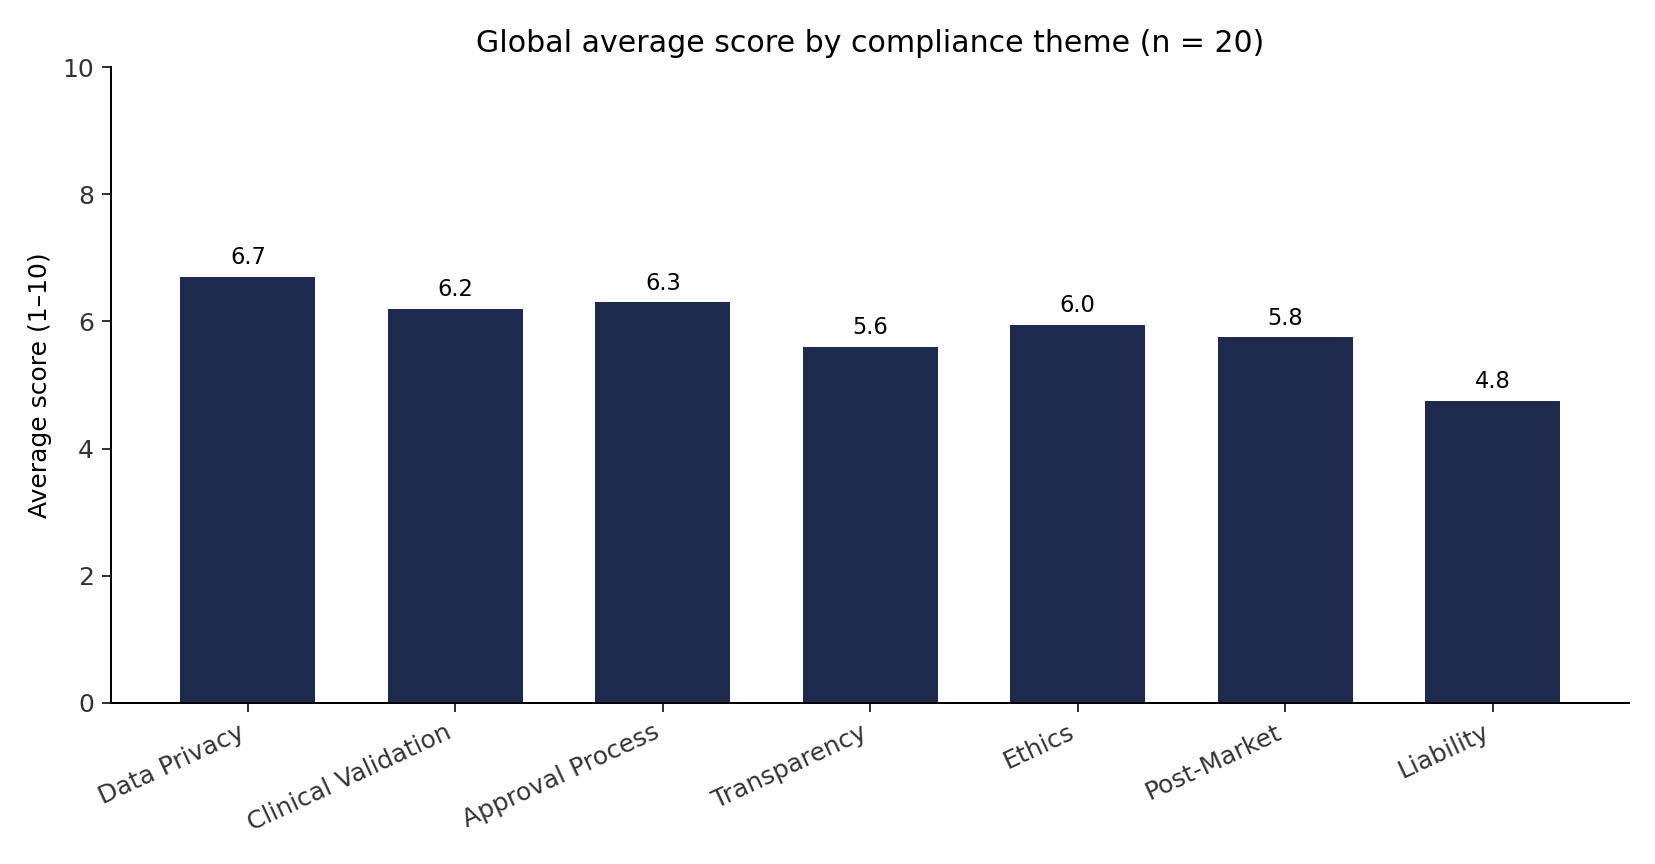 Global average score by compliance theme (n = 20)
Average score (1–10)
10
8
6
4
2
0
6.7
6.2
6.3
5.6
6.0
5.8
4.8
Data Privacy
Clinical Validation
Approval Process
Transparency
Ethics
Post-Market
Liability